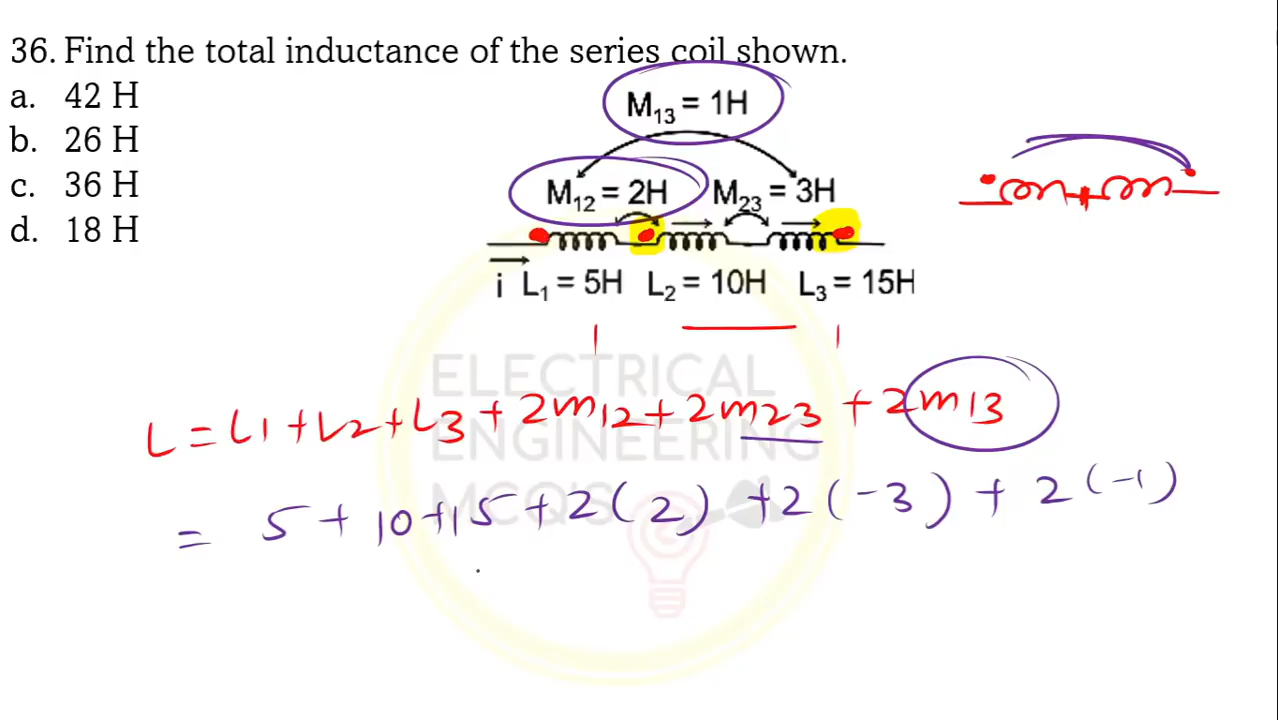 36. Find the total inductance of the series coil shown.
a. 42 H
b. 26 H
c. 36 H
d. 18 H
M13 = 1H
M12 = 2H M23 = 3H
i L1 = 5H L2 = 10H L3 = 15H
L = L1 + L2 + L3 + 2m12 + 2m23 + 2m13
= 5 + 10 + 15 + 2(2) + 2(-3) + 2(-1)
ELECTRICAL
ENGINEERING
MCQ'S